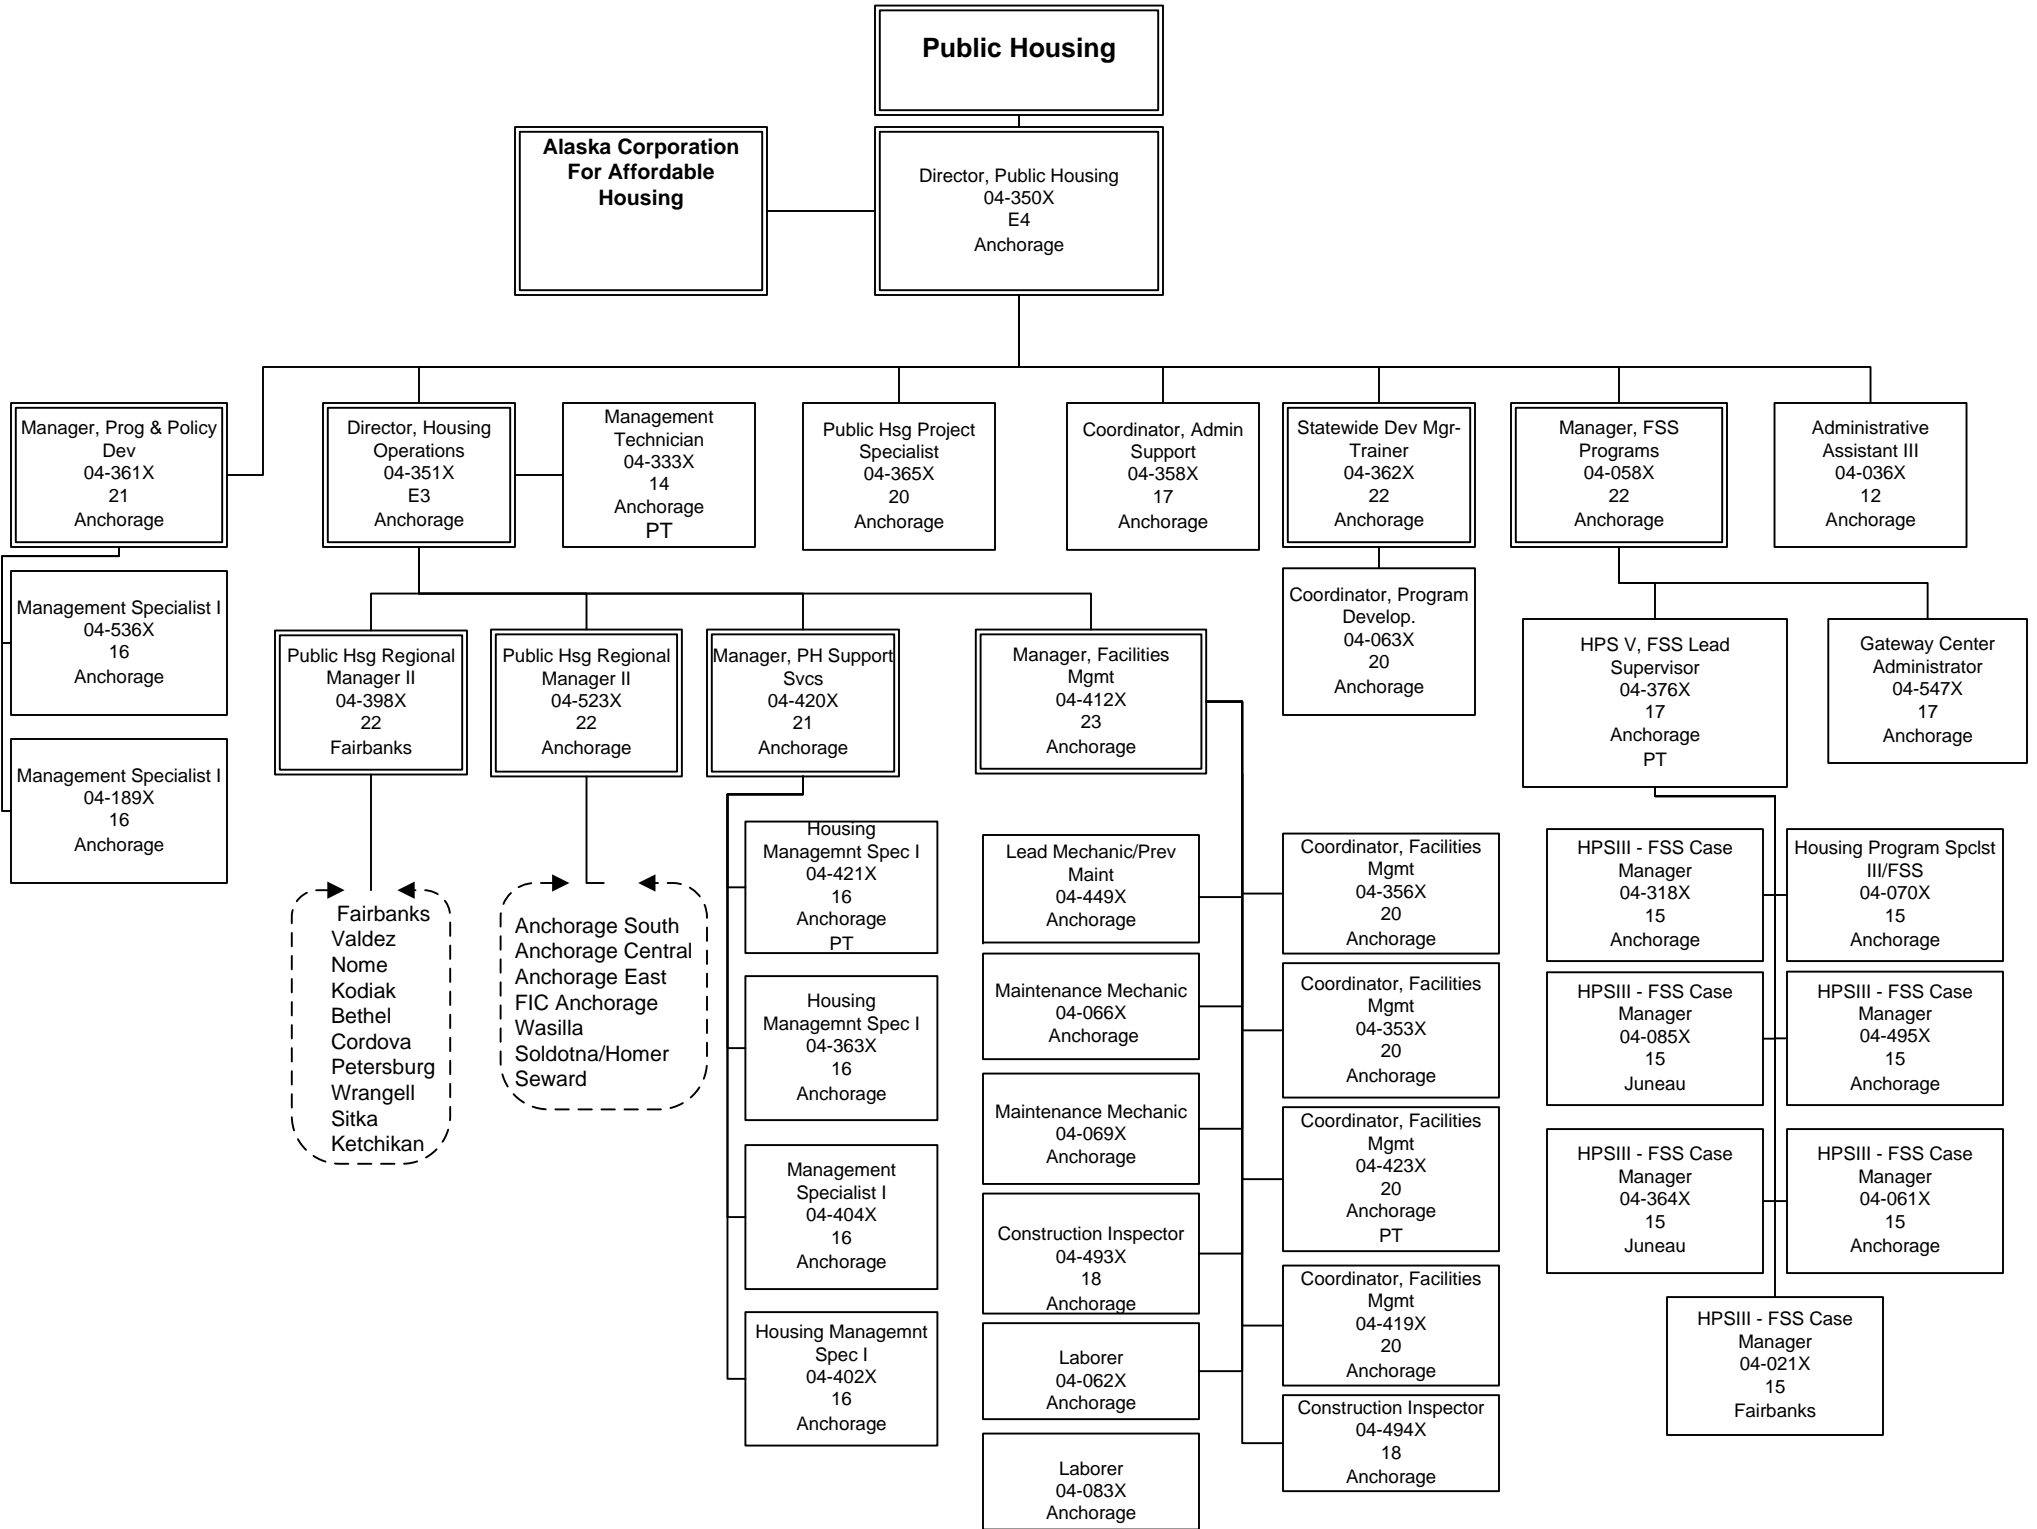 Public Housing
Alaska Corporation
For Affordable
Housing
Director, Public Housing
04-350X
E4
Anchorage
Manager, Prog & Policy
Dev
04-361X
21
Anchorage
Director, Housing
Operations
04-351X
E3
Anchorage
Management
Technician
04-333X
14
Anchorage
PT
Public Hsg Project
Specialist
04-365X
20
Anchorage
Coordinator, Admin
Support
04-358X
17
Anchorage
Statewide Dev Mgr-
Trainer
04-362X
22
Anchorage
Manager, FSS
Programs
04-058X
22
Anchorage
Administrative
Assistant III
04-036X
12
Anchorage
Management Specialist I
04-536X
16
Anchorage
Management Specialist I
04-189X
16
Anchorage
Public Hsg Regional
Manager II
04-398X
22
Fairbanks
Public Hsg Regional
Manager II
04-523X
22
Anchorage
Manager, PH Support
Svcs
04-420X
21
Anchorage
Manager, Facilities
Mgmt
04-412X
23
Anchorage
Coordinator, Program
Develop.
04-063X
20
Anchorage
HPS V, FSS Lead
Supervisor
04-376X
17
Anchorage
PT
Gateway Center
Administrator
04-547X
17
Anchorage
Fairbanks
Valdez
Nome
Kodiak
Bethel
Cordova
Petersburg
Wrangell
Sitka
Ketchikan
Anchorage South
Anchorage Central
Anchorage East
FIC Anchorage
Wasilla
Soldotna/Homer
Seward
Housing
Managemnt Spec I
04-421X
16
Anchorage
PT
Housing
Managemnt Spec I
04-363X
16
Anchorage
Management
Specialist I
04-404X
16
Anchorage
Housing Managemnt
Spec I
04-402X
16
Anchorage
Lead Mechanic/Prev
Maint
04-449X
Anchorage
Maintenance Mechanic
04-066X
Anchorage
Maintenance Mechanic
04-069X
Anchorage
Construction Inspector
04-493X
18
Anchorage
Laborer
04-062X
Anchorage
Laborer
04-083X
Anchorage
Coordinator, Facilities
Mgmt
04-356X
20
Anchorage
Coordinator, Facilities
Mgmt
04-353X
20
Anchorage
Coordinator, Facilities
Mgmt
04-423X
20
Anchorage
PT
Coordinator, Facilities
Mgmt
04-419X
20
Anchorage
Construction Inspector
04-494X
18
Anchorage
HPSIII - FSS Case
Manager
04-318X
15
Anchorage
Housing Program Spclst
III/FSS
04-070X
15
Anchorage
HPSIII - FSS Case
Manager
04-085X
15
Juneau
HPSIII - FSS Case
Manager
04-495X
15
Anchorage
HPSIII - FSS Case
Manager
04-364X
15
Juneau
HPSIII - FSS Case
Manager
04-061X
15
Anchorage
HPSIII - FSS Case
Manager
04-021X
15
Fairbanks